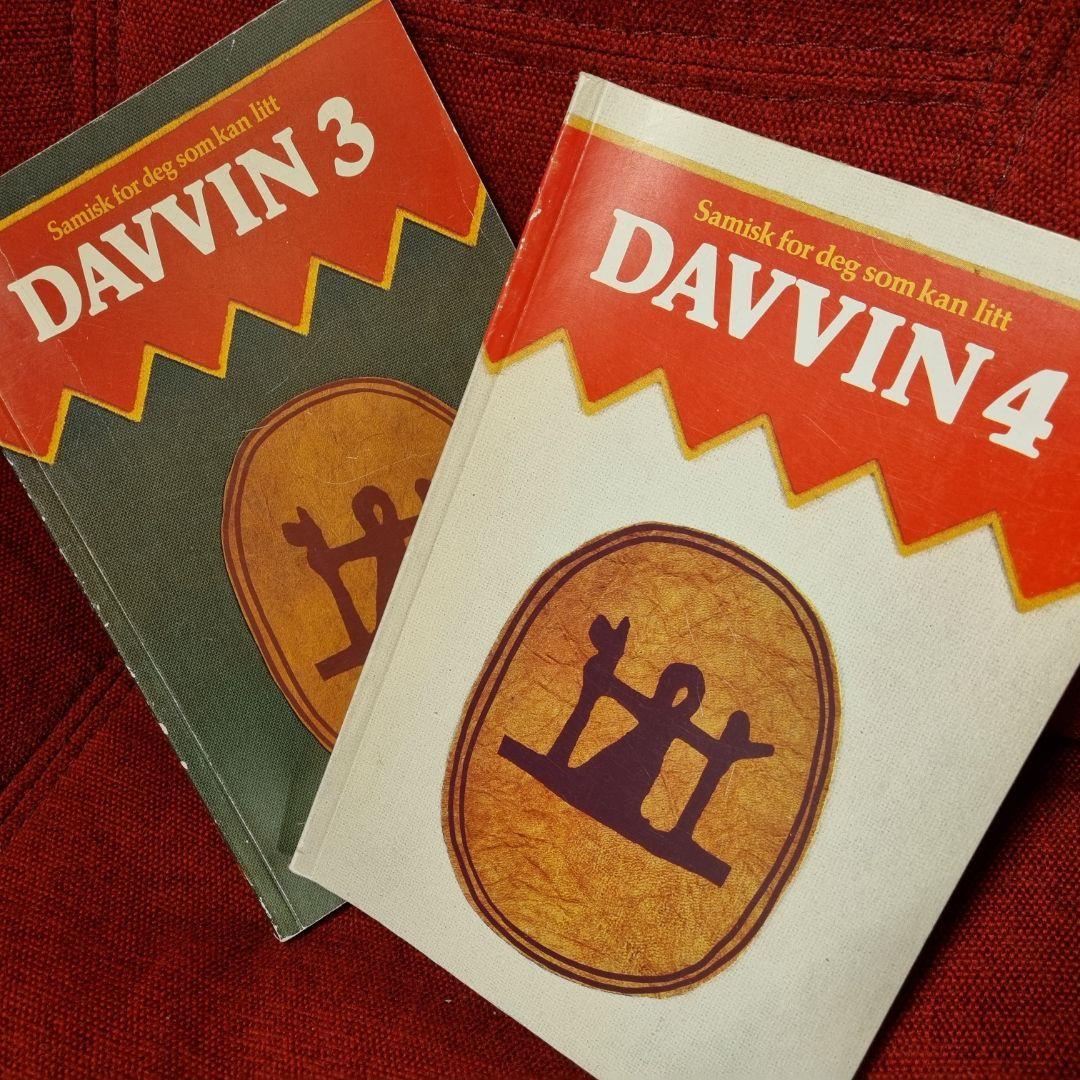 Samisk for deg som kan litt
DAVVIN 3
Samisk for deg som kan litt
DAVVIN 4